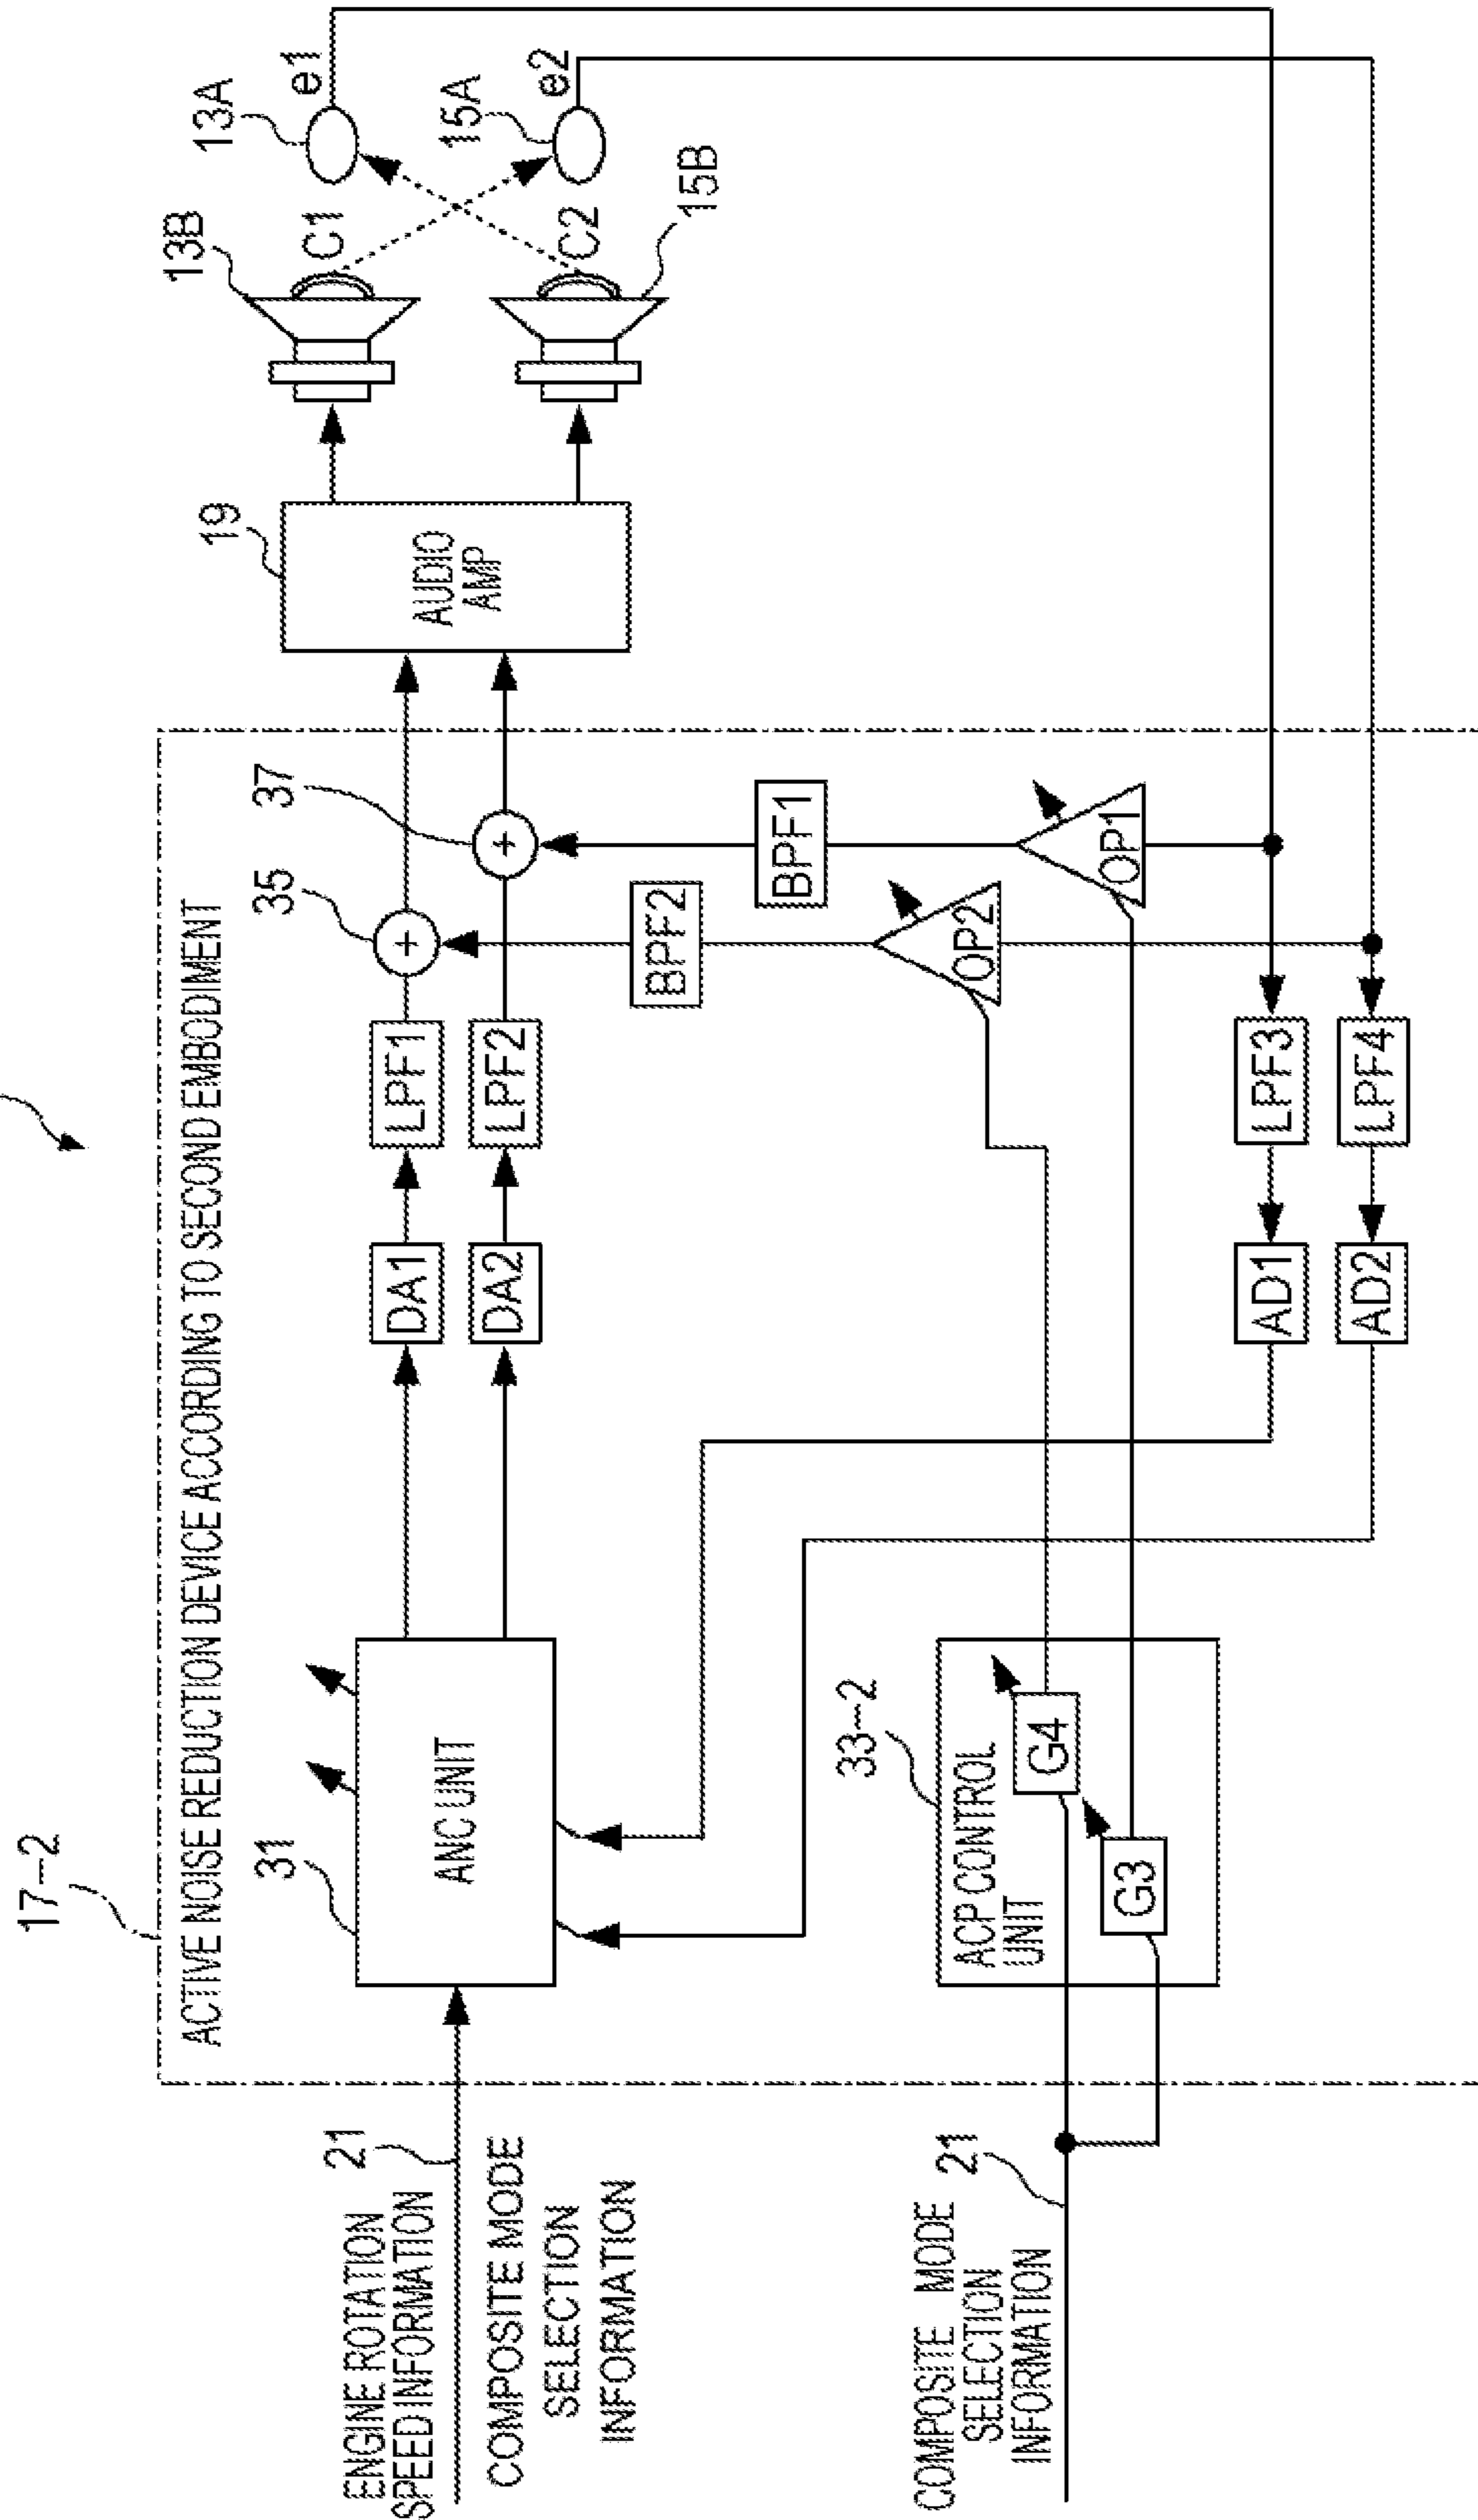 17-2
ACTIVE NOISE REDUCTION DEVICE ACCORDING TO SECOND EMBODIMENT
ENGINE ROTATION
SPEED INFORMATION
21
COMPOSITE MODE
SELECTION
INFORMATION
31
ANC UNIT
DA1
LPF1
35
+
DA2
LPF2
37
+
19
AUDIO
AMP
13B
C1
13A
e1
C2
15B
15A
e2
BPF2
BPF1
OP2
OP1
COMPOSITE MODE
SELECTION
INFORMATION
21
33-2
ACP CONTROL
UNIT
G4
G3
AD1
LPF3
AD2
LPF4